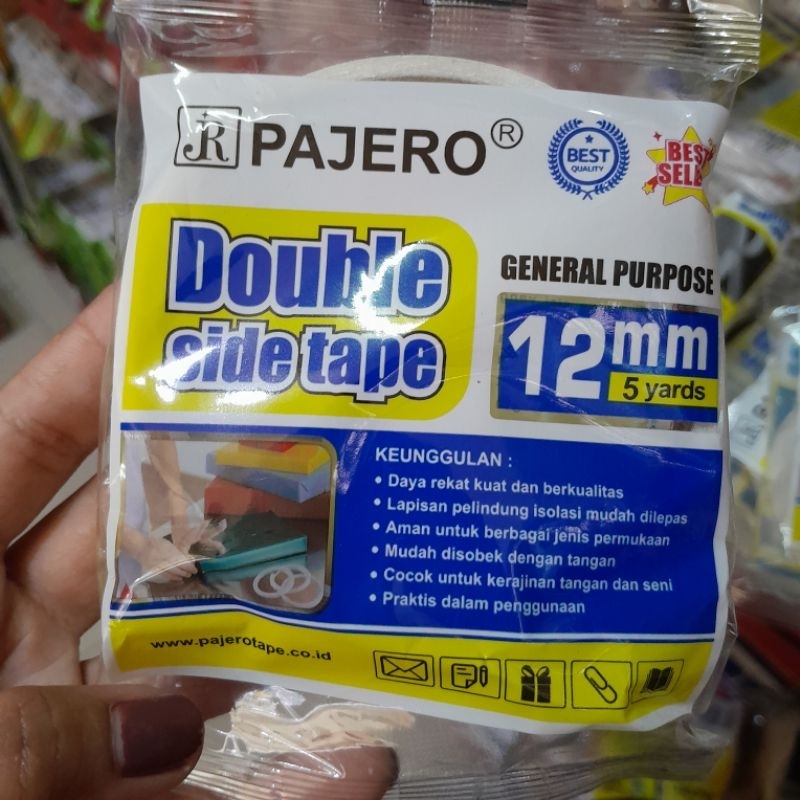 JR PAJERO®
BEST
QUALITY
BEST
Double
side tape
GENERAL PURPOSE
12mm
5 yards
KEUNGGULAN :
• Daya rekat kuat dan berkualitas
• Lapisan pelindung isolasi mudah dilepas
• Aman untuk berbagai jenis permukaan
• Mudah disobek dengan tangan
• Cocok untuk kerajinan tangan dan seni
• Praktis dalam penggunaan
www.pajerotape.co.id